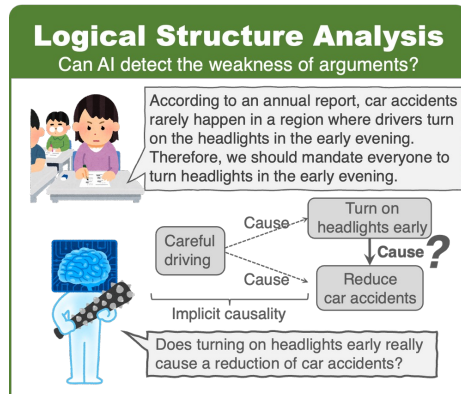 Logical Structure Analysis
Can AI detect the weakness of arguments?
According to an annual report, car accidents
rarely happen in a region where drivers turn
on the headlights in the early evening.
Therefore, we should mandate everyone to
turn headlights in the early evening.
Turn on
headlights early
Cause
Careful
driving
Cause
?
Cause
Reduce
car accidents
Implicit causality
Does turning on headlights early really
cause a reduction of car accidents?